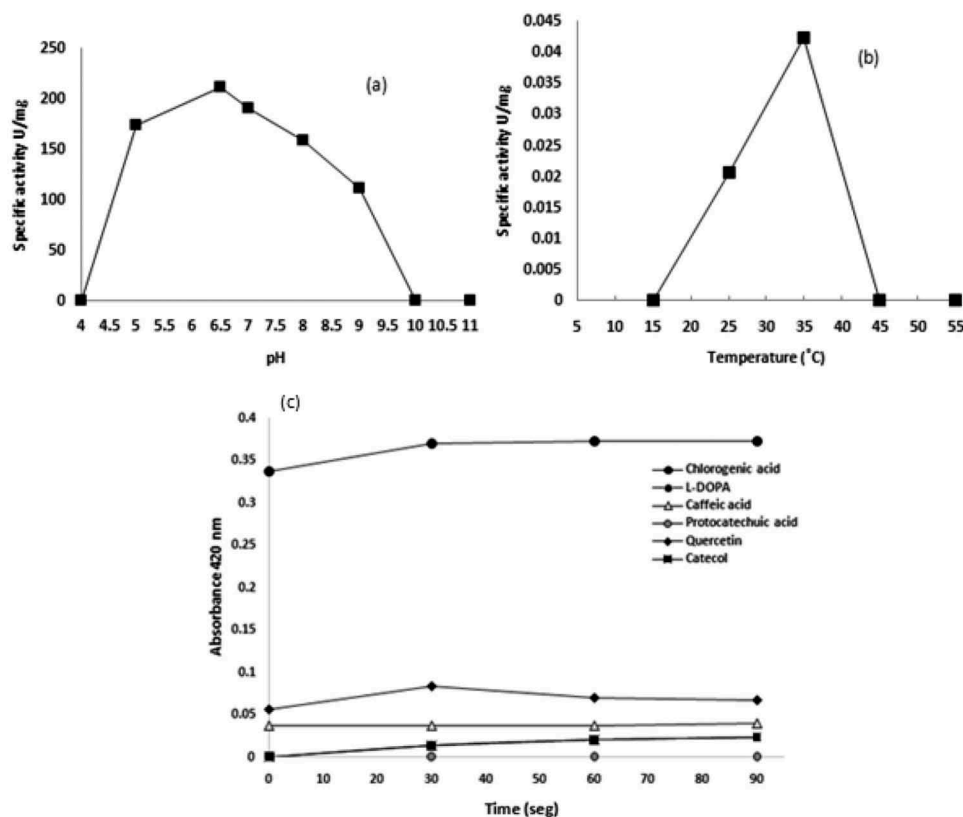 (a)
Specific activity U/mg
250
200
150
100
50
0
4 4.5 5 5.5 6 6.5 7 7.5 8 8.5 9 9.5 10 10.5 11
pH
(b)
Specific activity U/mg
0.045
0.04
0.035
0.03
0.025
0.02
0.015
0.01
0.005
0
5 10 15 20 25 30 35 40 45 50 55
Temperature (°C)
(c)
Absorbance 420 nm
0.4
0.35
0.3
0.25
0.2
0.15
0.1
0.05
0
Chlorogenic acid
L-DOPA
Caffeic acid
Protocatechuic acid
Quercetin
Catecol
0 10 20 30 40 50 60 70 80 90
Time (seg)